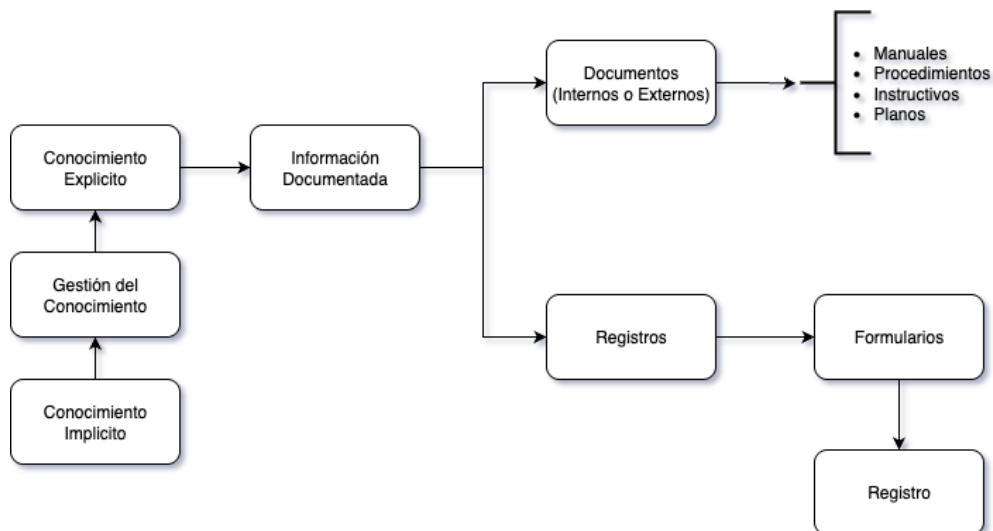 Documentos
(Internos o Externos)
• Manuales
• Procedimientos
• Instructivos
• Planos
Conocimiento
Explicito
Información
Documentada
Gestión del
Conocimiento
Conocimiento
Implicito
Registros
Formularios
Registro